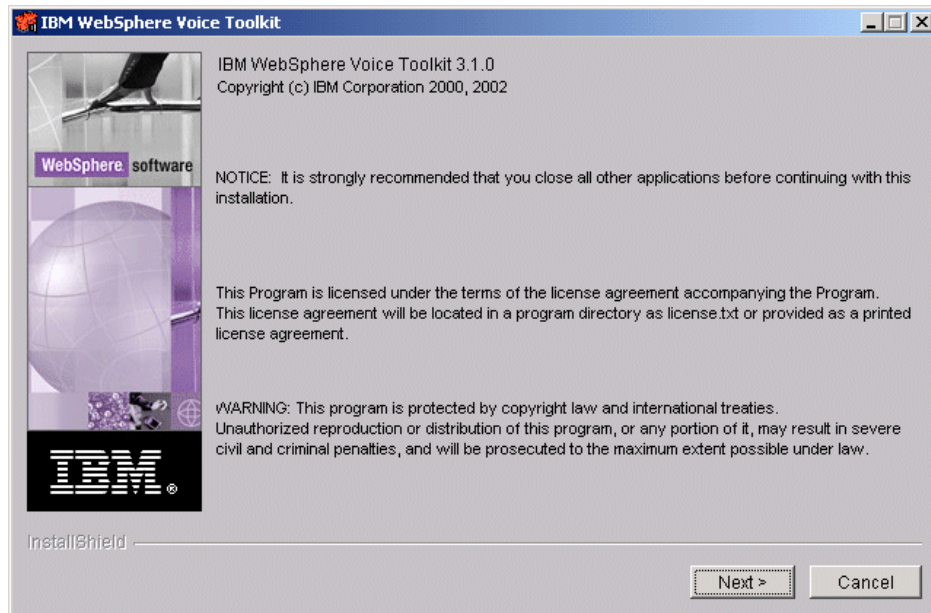 IBM WebSphere Voice Toolkit
IBM WebSphere Voice Toolkit 3.1.0
Copyright (c) IBM Corporation 2000, 2002
WebSphere software
NOTICE:  It is strongly recommended that you close all other applications before continuing with this
installation.
This Program is licensed under the terms of the license agreement accompanying the Program.
This license agreement will be located in a program directory as license.txt or provided as a printed
license agreement.
WARNING: This program is protected by copyright law and international treaties.
Unauthorized reproduction or distribution of this program, or any portion of it, may result in severe
civil and criminal penalties, and will be prosecuted to the maximum extent possible under law.
IBM®
InstallShield
Next >
Cancel